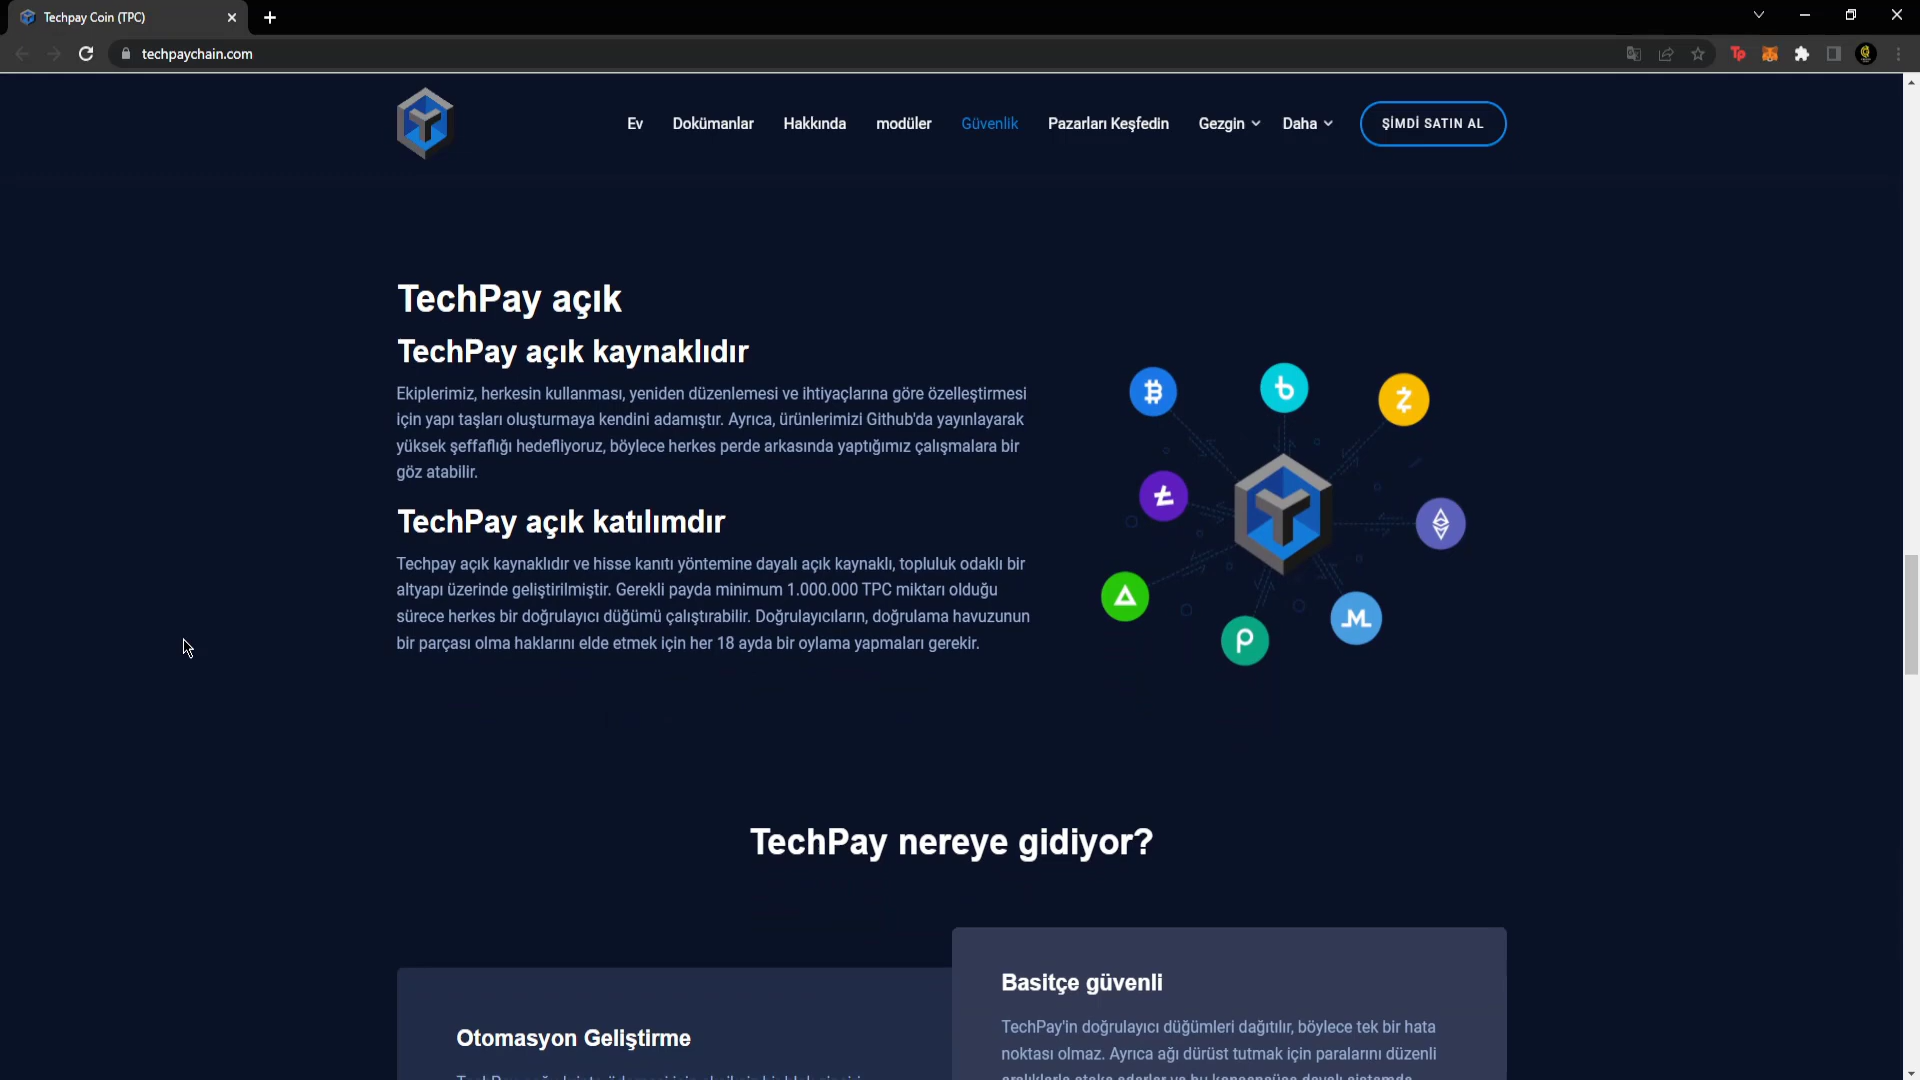 Techpay Coin (TPC)
techpaychain.com
Ev Dokümanlar Hakkında modüler Güvenlik Pazarları Keşfedin Gezgin Daha ŞİMDİ SATIN AL
TechPay açık
TechPay açık kaynaklıdır
Ekiplerimiz, herkesin kullanması, yeniden düzenlemesi ve ihtiyaçlarına göre özelleştirmesi
için yapı taşları oluşturmaya kendini adamıştır. Ayrıca, ürünlerimizi Github'da yayınlayarak
yüksek şeffaflığı hedefliyoruz, böylece herkes perde arkasında yaptığımız çalışmalara bir
göz atabilir.
TechPay açık katılımdır
Techpay açık kaynaklıdır ve hisse kanıtı yöntemine dayalı açık kaynaklı, topluluk odaklı bir
altyapı üzerinde geliştirilmiştir. Gerekli payda minimum 1.000.000 TPC miktarı olduğu
sürece herkes bir doğrulayıcı düğümü çalıştırabilir. Doğrulayıcıların, doğrulama havuzunun
bir parçası olma haklarını elde etmek için her 18 ayda bir oylama yapmaları gerekir.
TechPay nereye gidiyor?
Otomasyon Geliştirme
Basitçe güvenli
TechPay'in doğrulayıcı düğümleri dağıtılır, böylece tek bir hata
noktası olmaz. Ayrıca ağı dürüst tutmak için paralarını düzenli